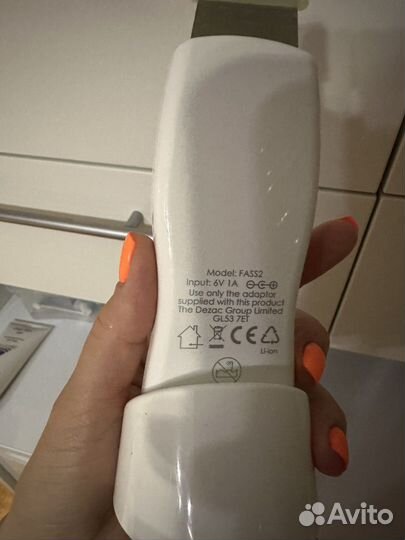 Model: FASS2
Input: 6V 1A
Use only the adaptor
supplied with this product
The Dezac Group Limited
GL53 7ET
CE
Li-ion
Avito